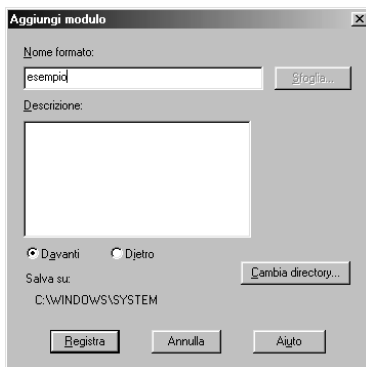 Aggiungi modulo
Nome formato:
esempio
Sfoglia...
Descrizione:
Davanti
Dietro
Cambia directory...
Salva su:
C:\WINDOWS\SYSTEM
Registra
Annulla
Aiuto